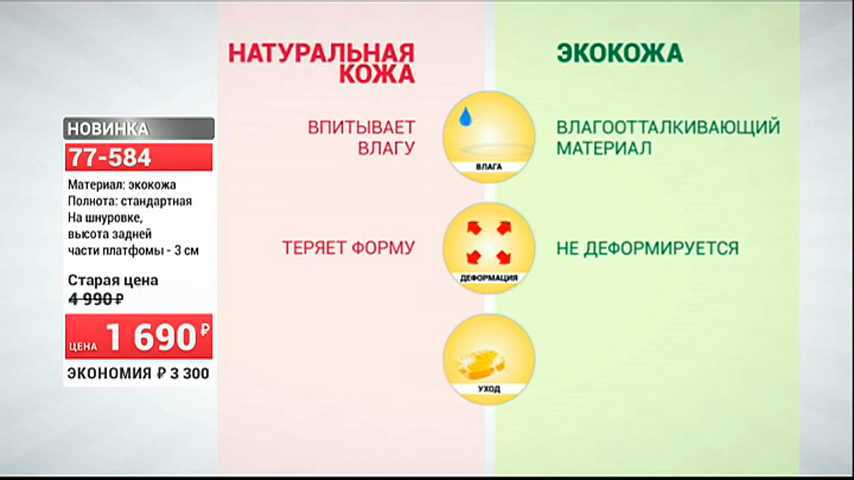 НОВИНКА
77-584
Материал: экокожа
Полнота: стандартная
На шнуровке,
высота задней
части платфомы - 3 см
Старая цена
4 990 ₽
ЦЕНА 1 690 ₽
ЭКОНОМИЯ ₽ 3 300
НАТУРАЛЬНАЯ
КОЖА
ЭКОКОЖА
ВПИТЫВАЕТ
ВЛАГУ
ВЛАГА
ВЛАГООТТАЛКИВАЮЩИЙ
МАТЕРИАЛ
ТЕРЯЕТ ФОРМУ
ДЕФОРМАЦИЯ
НЕ ДЕФОРМИРУЕТСЯ
УХОД